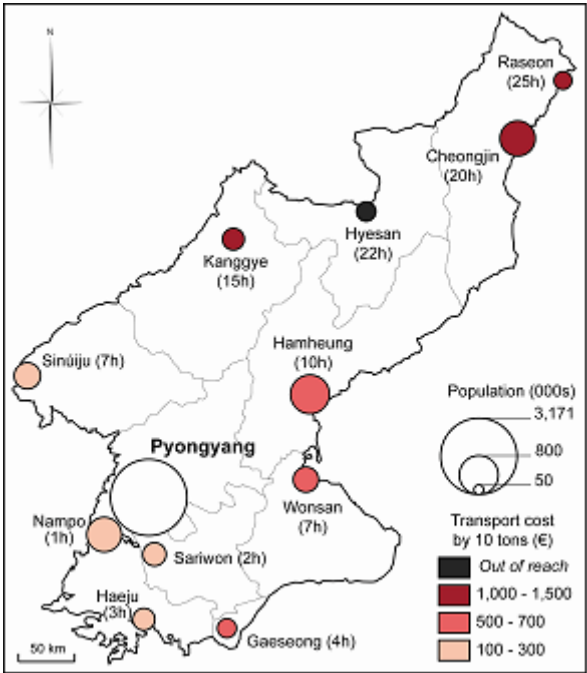 N
Raseon
(25h)
Cheongjin
(20h)
Hyesan
(22h)
Kanggye
(15h)
Hamheung
(10h)
Sinúiju (7h)
Population (000s)
3,171
800
50
Pyongyang
Wonsan
(7h)
Nampo
(1h)
Sariwon (2h)
Transport cost
by 10 tons (€)
Out of reach
1,000 - 1,500
500 - 700
100 - 300
Haeju
(3h)
Gaeseong (4h)
50 km